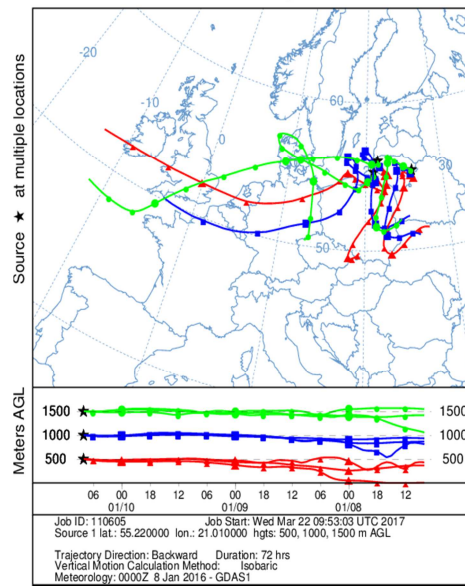 -20
-10
0
60
30
50
Source ★ at multiple locations
Meters AGL
1500 1500
1000 1000
500 500
06 00 18 12 06 00 18 12 06 00 18 12
01/10 01/09 01/08
Job ID: 110605 Job Start: Wed Mar 22 09:53:03 UTC 2017
Source 1 lat.: 55.220000 lon.: 21.010000 hgts: 500, 1000, 1500 m AGL
Trajectory Direction: Backward Duration: 72 hrs
Vertical Motion Calculation Method: Isobaric
Meteorology: 0000Z 8 Jan 2016 - GDAS1